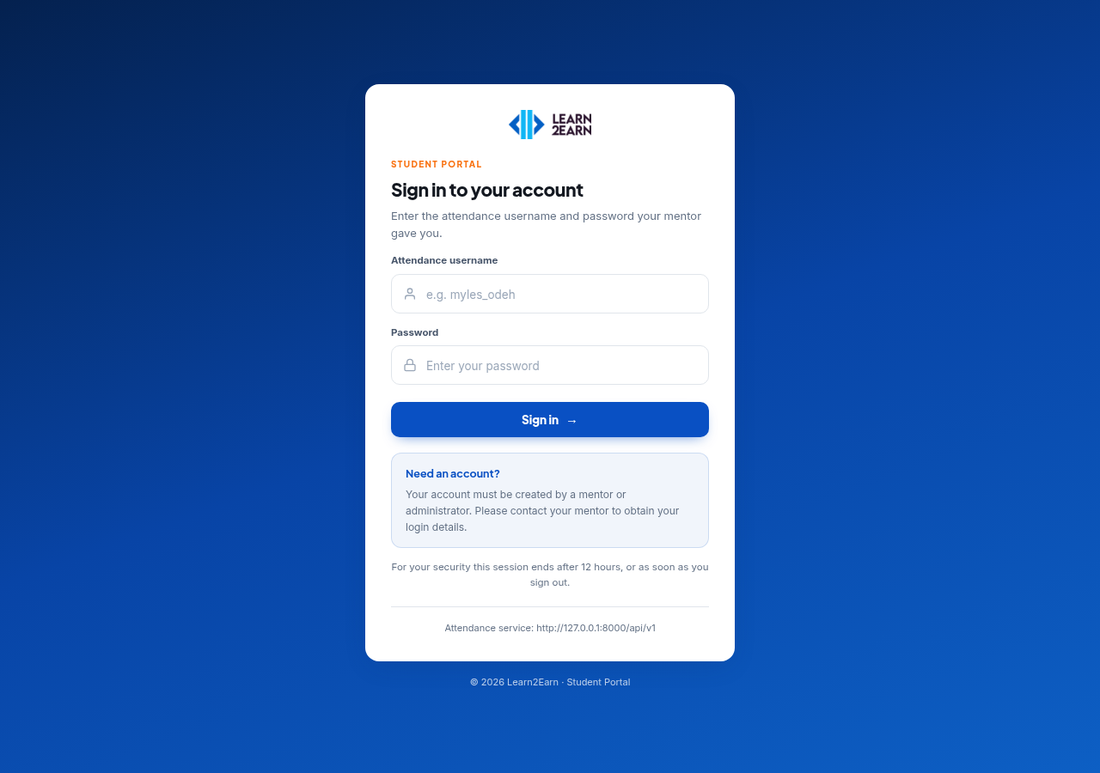 LEARN
2EARN
STUDENT PORTAL
Sign in to your account
Enter the attendance username and password your mentor
gave you.
Attendance username
e.g. myles_odeh
Password
Enter your password
Sign in →
Need an account?
Your account must be created by a mentor or
administrator. Please contact your mentor to obtain your
login details.
For your security this session ends after 12 hours, or as soon as you
sign out.
Attendance service: http://127.0.0.1:8000/api/v1
© 2026 Learn2Earn · Student Portal